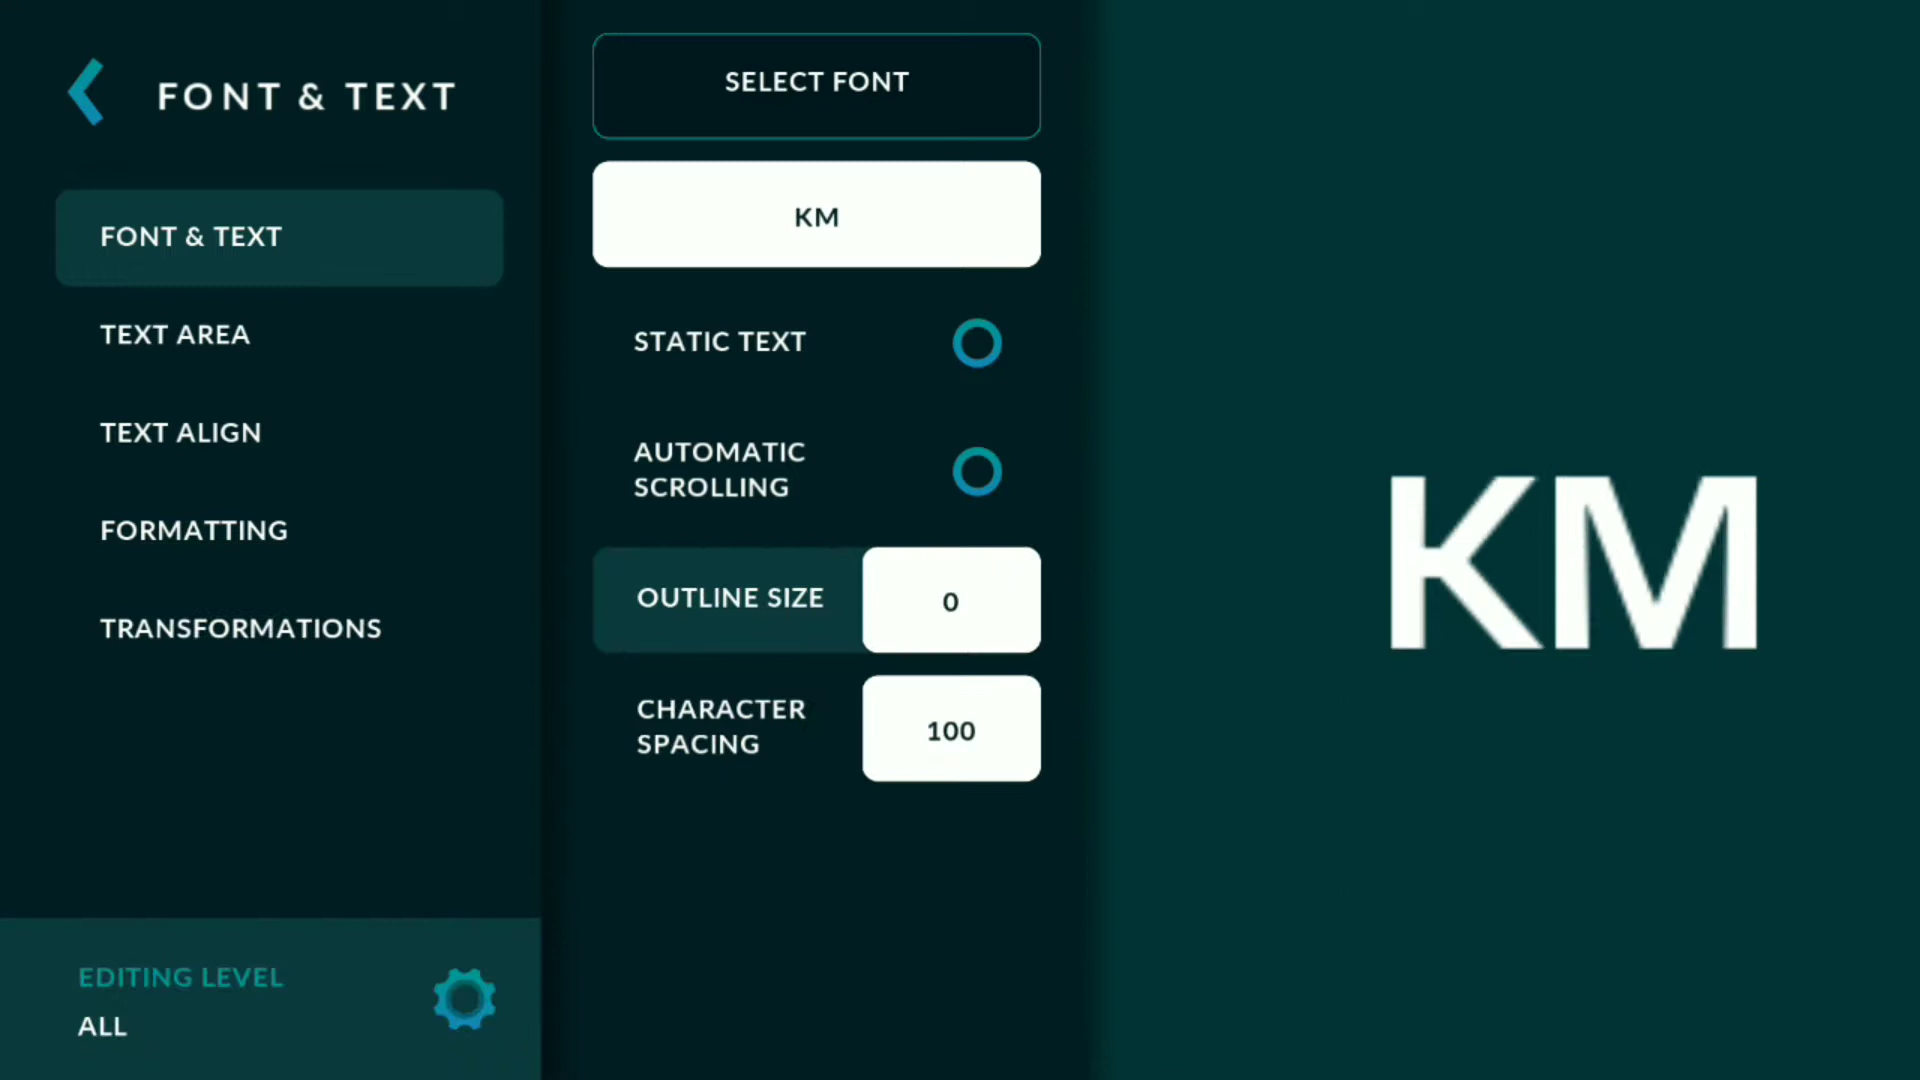 FONT & TEXT
FONT & TEXT
TEXT AREA
TEXT ALIGN
FORMATTING
TRANSFORMATIONS
EDITING LEVEL
ALL
SELECT FONT
KM
STATIC TEXT
AUTOMATIC
SCROLLING
OUTLINE SIZE 0
CHARACTER
SPACING
100
KM